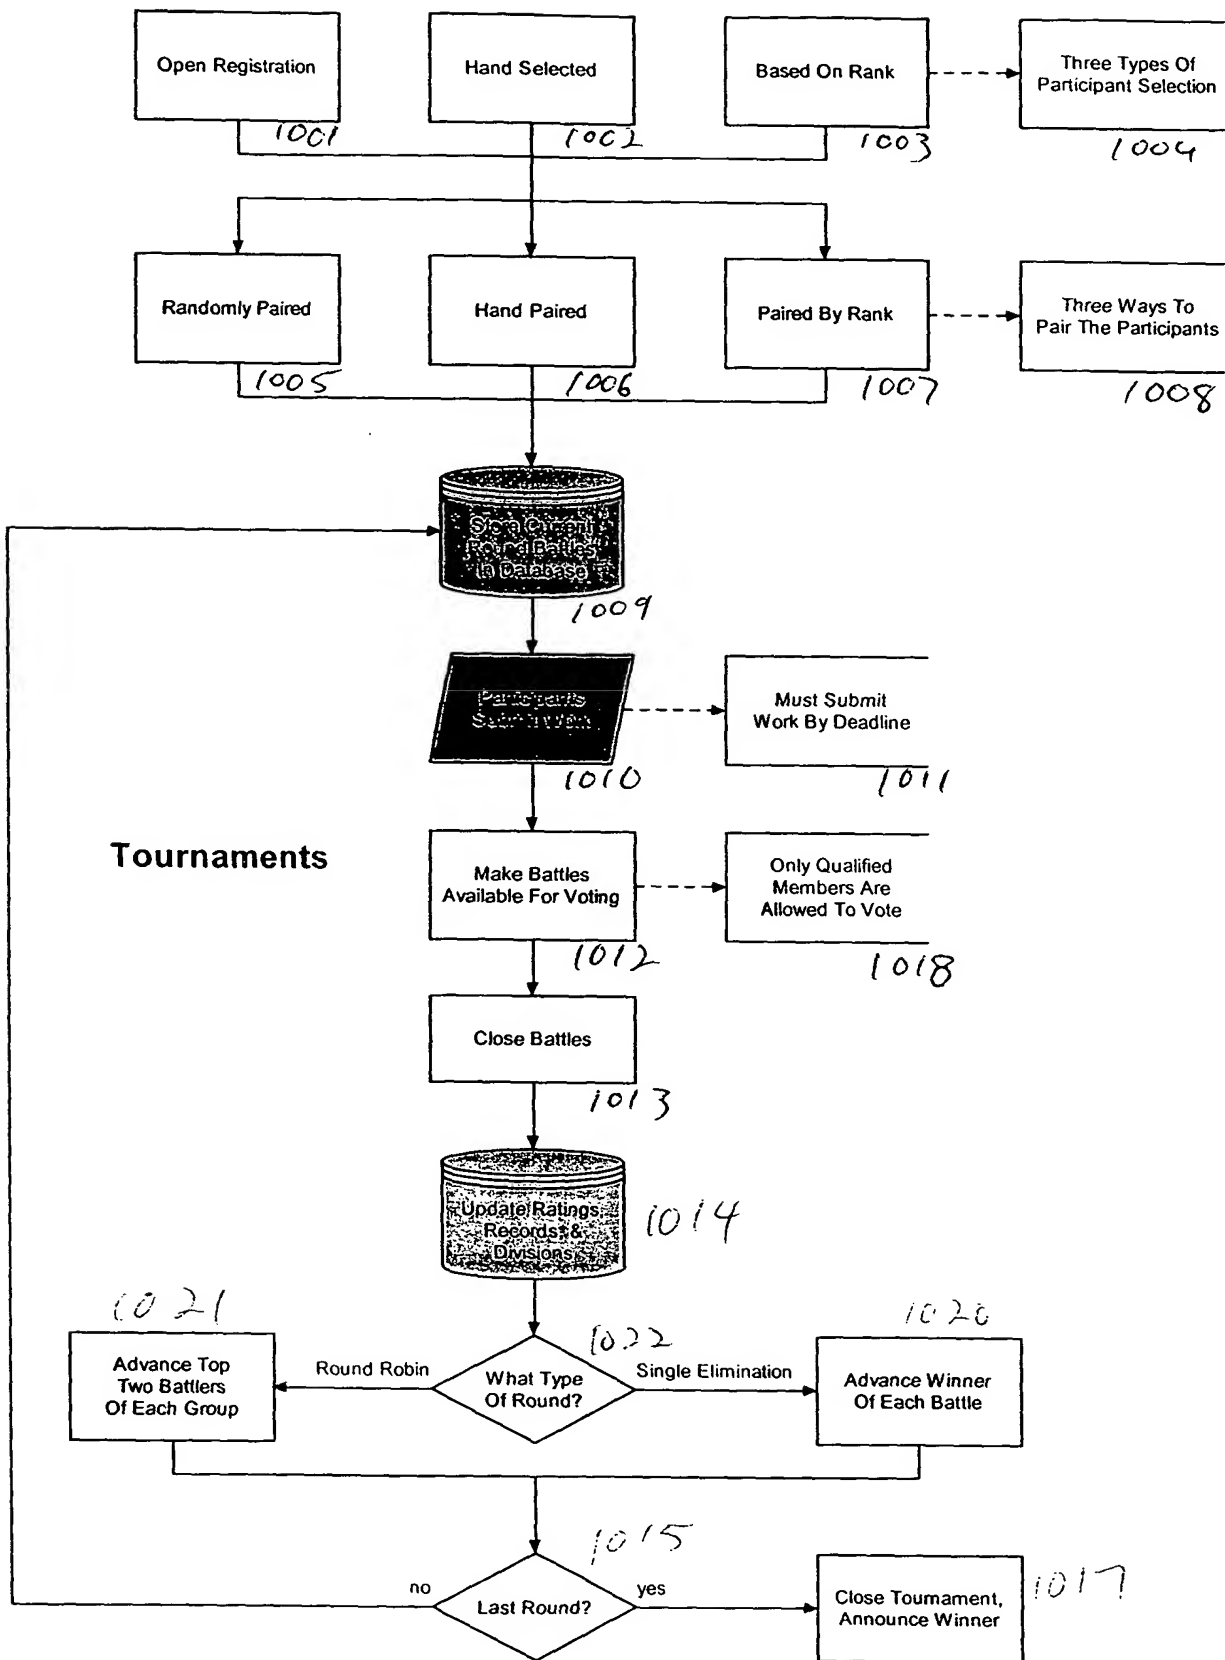 Open Registration
1001
Hand Selected
1002
Based On Rank
1003
Three Types Of
Participant Selection
1004
Randomly Paired
1005
Hand Paired
1006
Paired By Rank
1007
Three Ways To
Pair The Participants
1008
Store Current
Round Battles
In Database
1009
Participants
Submit Work
1010
Must Submit
Work By Deadline
1011
Tournaments
Make Battles
Available For Voting
1012
Only Qualified
Members Are
Allowed To Vote
1018
Close Battles
1013
Update Ratings,
Records, &
Divisions
1014
1021
Advance Top
Two Battlers
Of Each Group
Round Robin
1022
What Type
Of Round?
Single Elimination
1020
Advance Winner
Of Each Battle
1015
no
Last Round?
yes
Close Tournament,
Announce Winner
1017